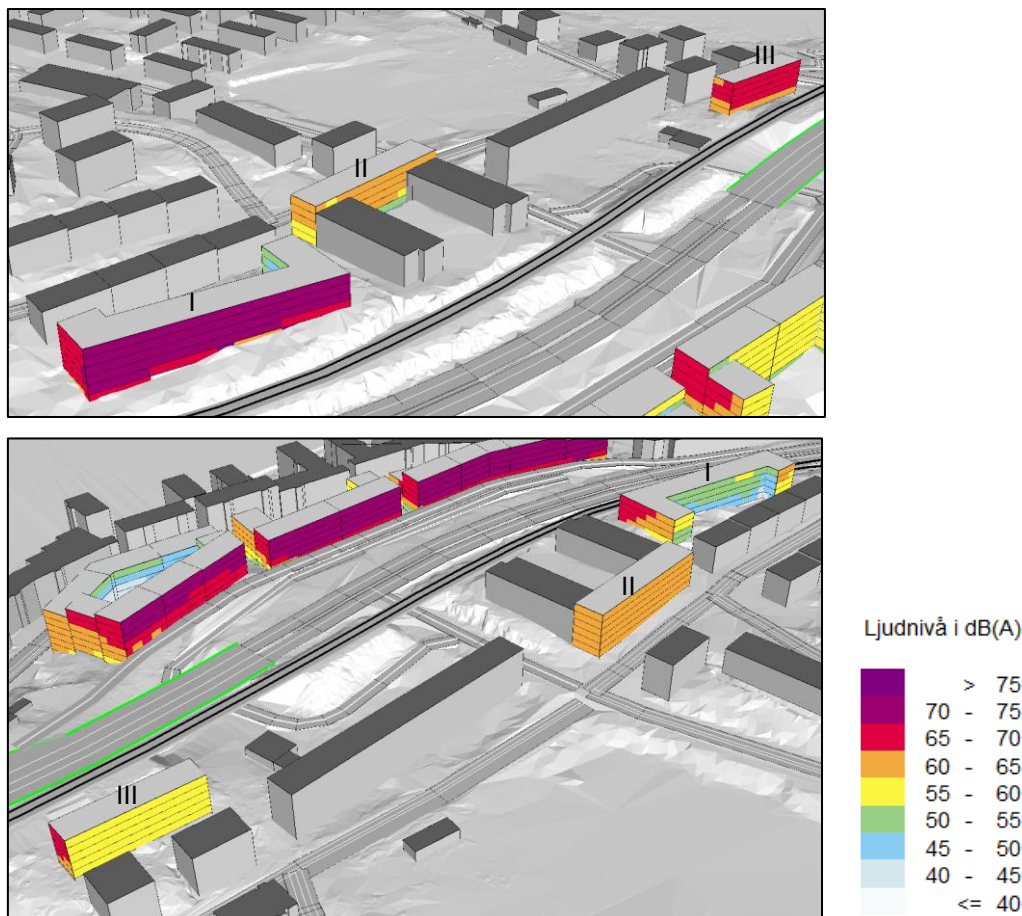 III
II
I
I
II
III
Ljudnivå i dB(A)
> 75
70 - 75
65 - 70
60 - 65
55 - 60
50 - 55
45 - 50
40 - 45
<= 40